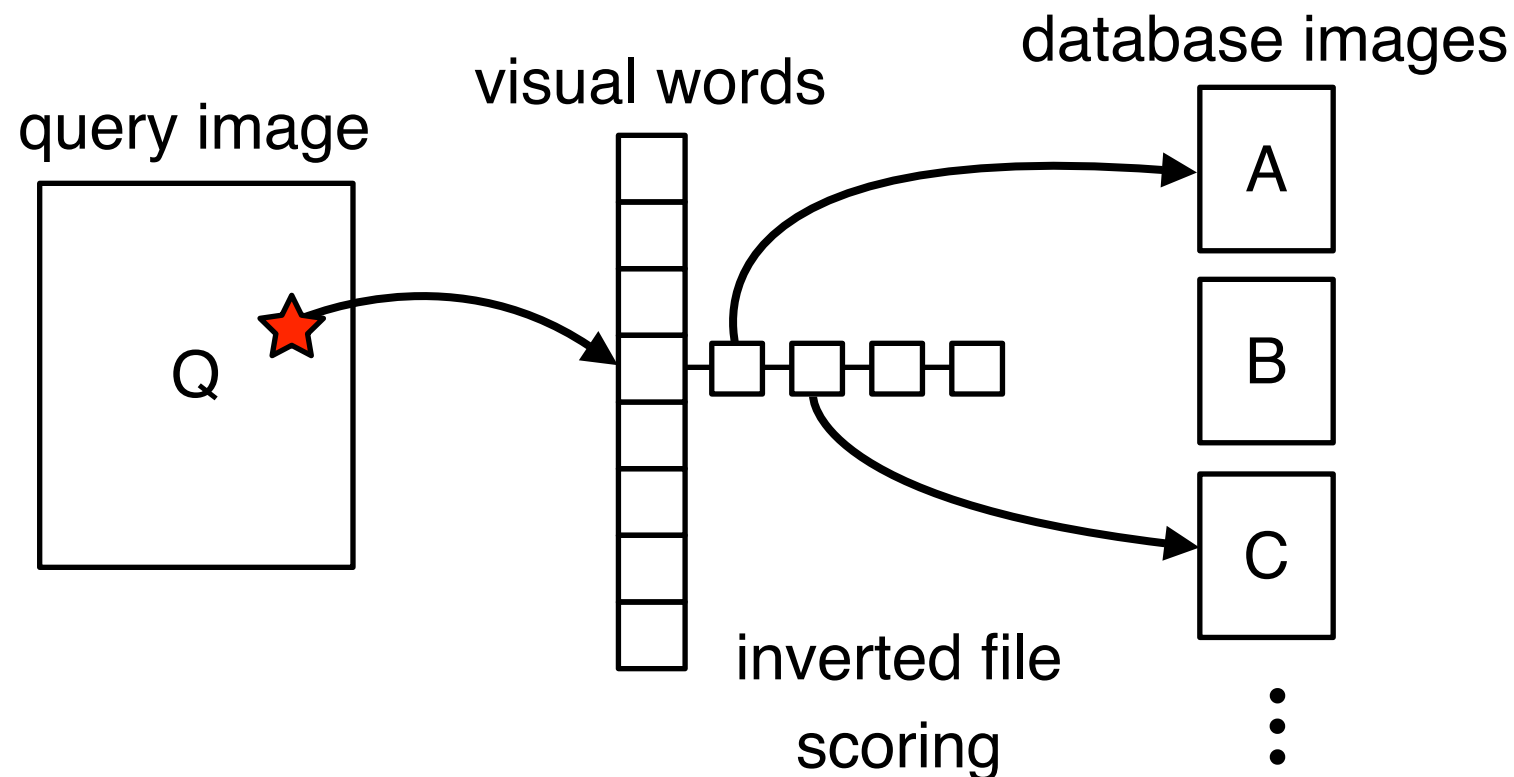 database images
visual words
query image
A
Q
B
C
inverted file
scoring